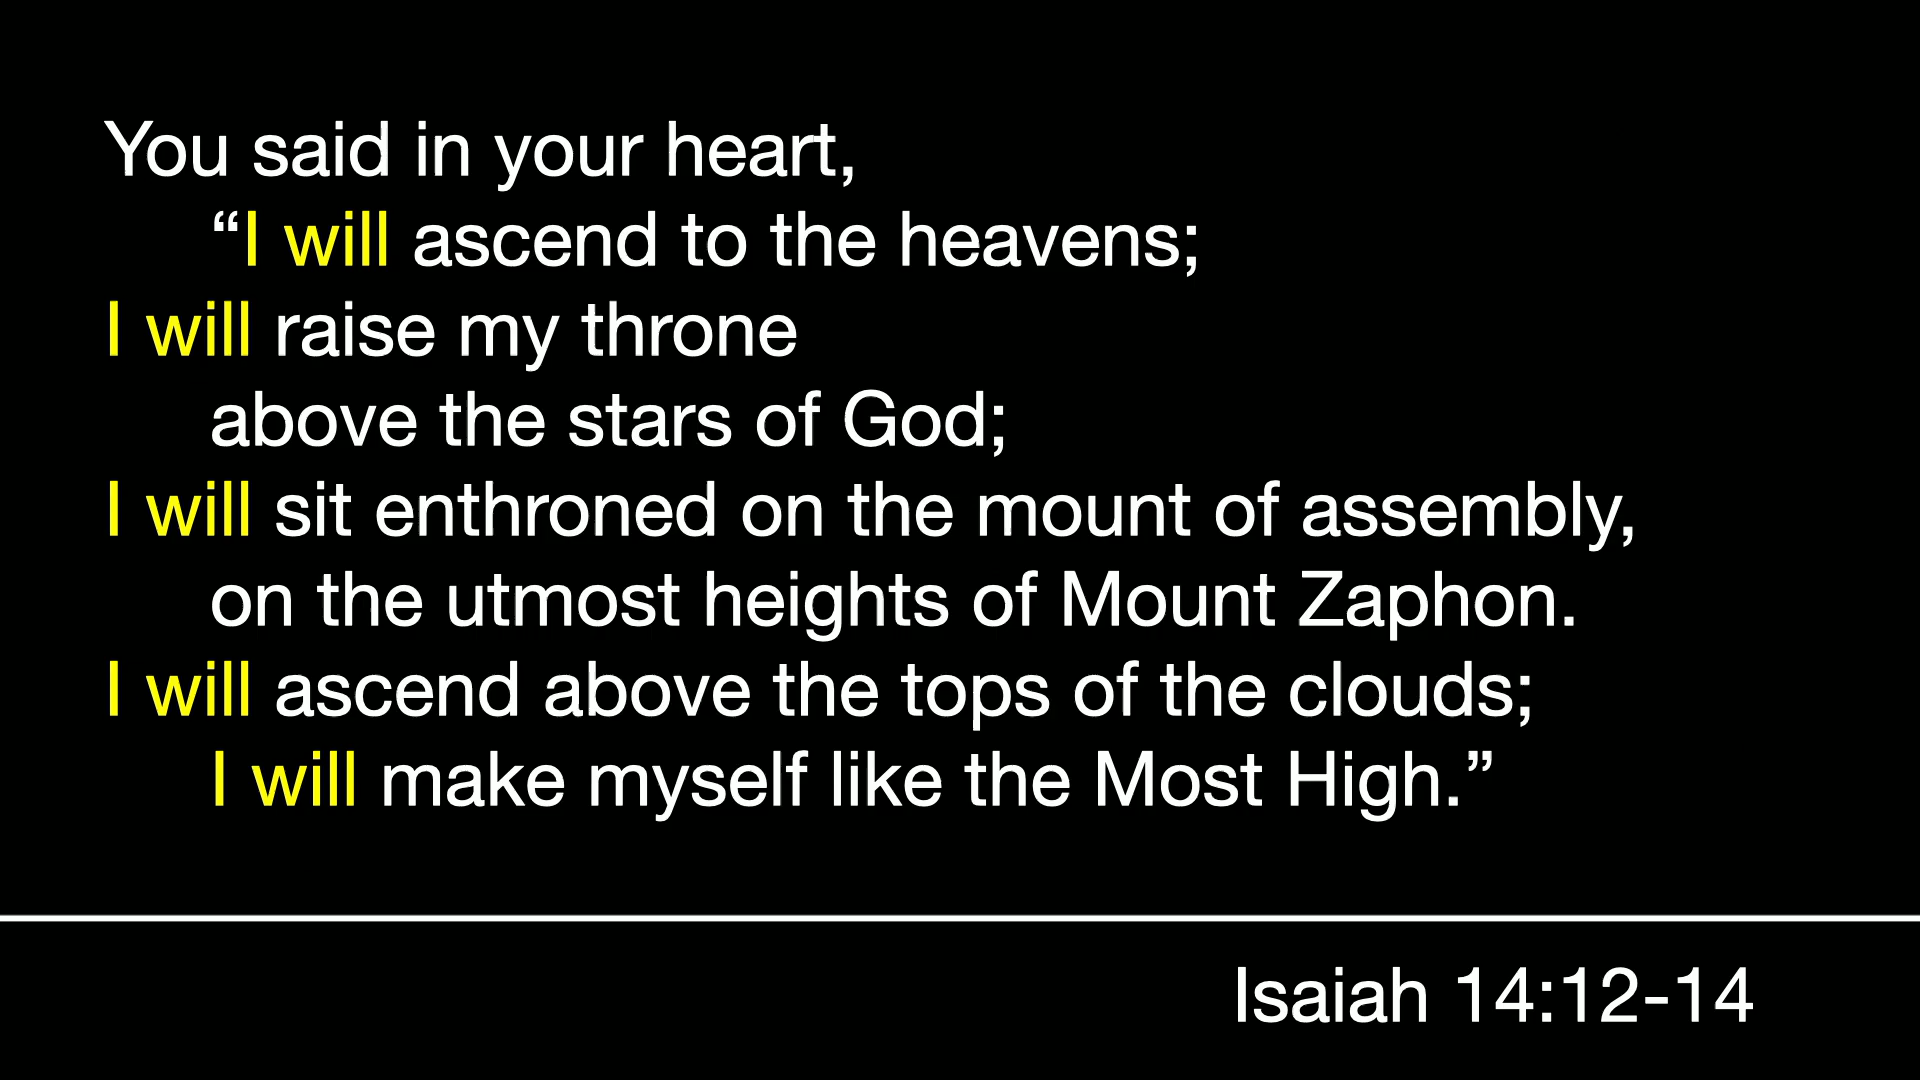 You said in your heart,
“I will ascend to the heavens;
I will raise my throne
above the stars of God;
I will sit enthroned on the mount of assembly,
on the utmost heights of Mount Zaphon.
I will ascend above the tops of the clouds;
I will make myself like the Most High.”
Isaiah 14:12-14